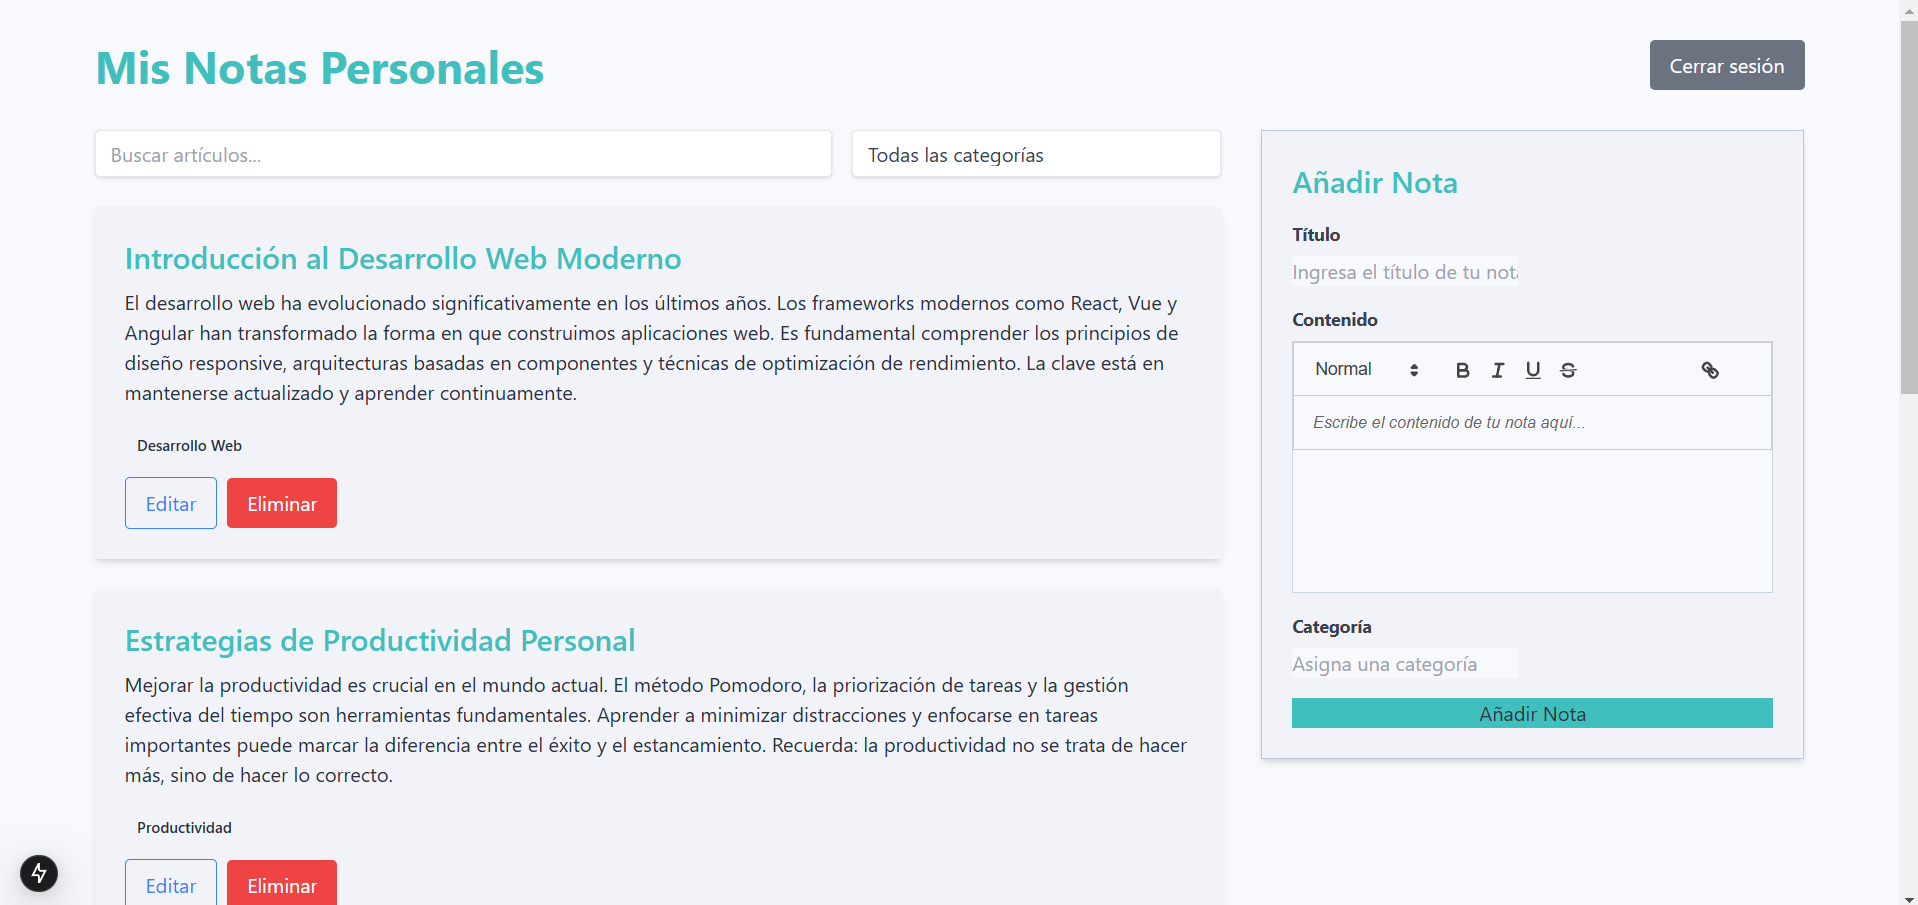 Mis Notas Personales
Cerrar sesión
Buscar artículos...
Todas las categorías
Introducción al Desarrollo Web Moderno
El desarrollo web ha evolucionado significativamente en los últimos años. Los frameworks modernos como React, Vue y
Angular han transformado la forma en que construimos aplicaciones web. Es fundamental comprender los principios de
diseño responsive, arquitecturas basadas en componentes y técnicas de optimización de rendimiento. La clave está en
mantenerse actualizado y aprender continuamente.
Desarrollo Web
Editar
Eliminar
Estrategias de Productividad Personal
Mejorar la productividad es crucial en el mundo actual. El método Pomodoro, la priorización de tareas y la gestión
efectiva del tiempo son herramientas fundamentales. Aprender a minimizar distracciones y enfocarse en tareas
importantes puede marcar la diferencia entre el éxito y el estancamiento. Recuerda: la productividad no se trata de hacer
más, sino de hacer lo correcto.
Productividad
Editar
Eliminar
Añadir Nota
Título
Ingresa el título de tu nota
Contenido
Normal
B I U S
Escribe el contenido de tu nota aquí...
Categoría
Asigna una categoría
Añadir Nota